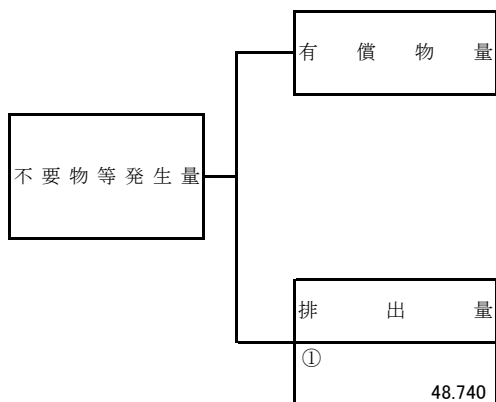 有償物量
不要物等発生量
排出量
①
48.740